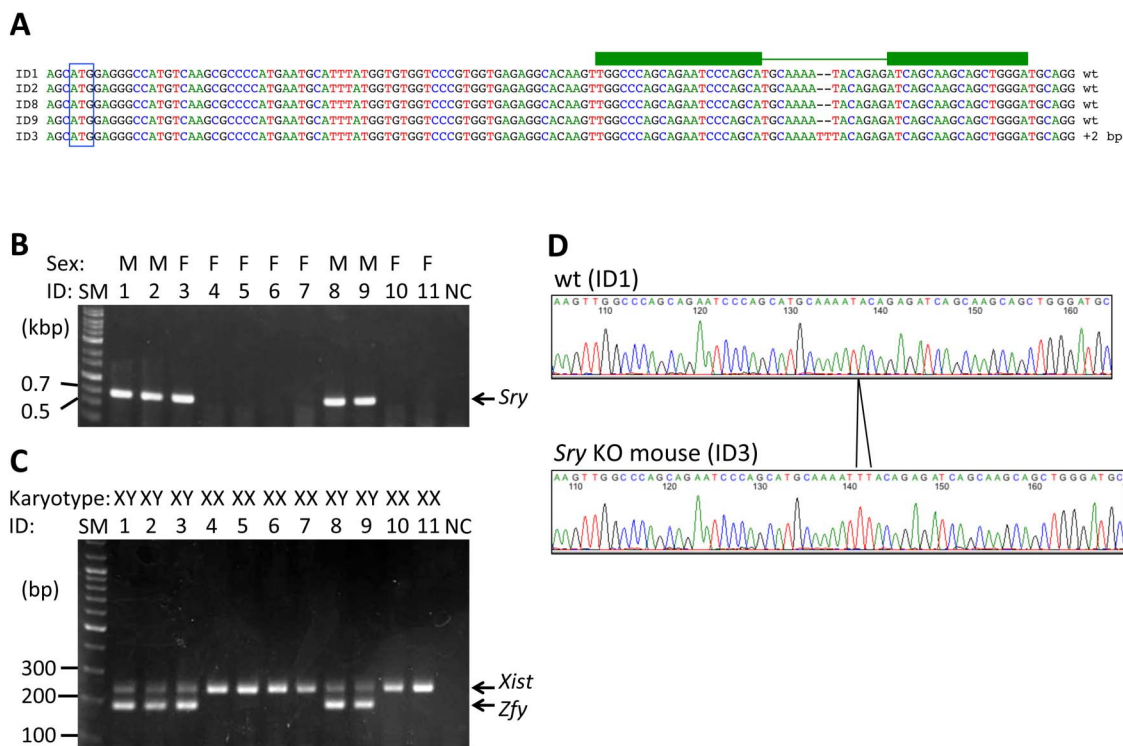 A
ID1 AGCATGGAGGGCCATGTCAAGCGCCCCATGAATGCATTTATGGTGTGGTCCCGTGGTGAGAGGCACAAGTTGGCCCAGCAGAATCCCAGCATGCAAAA--TACAGAGATCAGCAAGCAGCTGGGATGCAGG wt
ID2 AGCATGGAGGGCCATGTCAAGCGCCCCATGAATGCATTTATGGTGTGGTCCCGTGGTGAGAGGCACAAGTTGGCCCAGCAGAATCCCAGCATGCAAAA--TACAGAGATCAGCAAGCAGCTGGGATGCAGG wt
ID8 AGCATGGAGGGCCATGTCAAGCGCCCCATGAATGCATTTATGGTGTGGTCCCGTGGTGAGAGGCACAAGTTGGCCCAGCAGAATCCCAGCATGCAAAA--TACAGAGATCAGCAAGCAGCTGGGATGCAGG wt
ID9 AGCATGGAGGGCCATGTCAAGCGCCCCATGAATGCATTTATGGTGTGGTCCCGTGGTGAGAGGCACAAGTTGGCCCAGCAGAATCCCAGCATGCAAAA--TACAGAGATCAGCAAGCAGCTGGGATGCAGG wt
ID3 AGCATGGAGGGCCATGTCAAGCGCCCCATGAATGCATTTATGGTGTGGTCCCGTGGTGAGAGGCACAAGTTGGCCCAGCAGAATCCCAGCATGCAAAATTTACAGAGATCAGCAAGCAGCTGGGATGCAGG +2 bp
B
Sex: M M F F F F F M M F F
ID: SM 1 2 3 4 5 6 7 8 9 10 11 NC
(kbp)
0.7
0.5
Sry
C
Karyotype: XY XY XY XX XX XX XX XY XY XX XX
ID: SM 1 2 3 4 5 6 7 8 9 10 11 NC
(bp)
300
200
100
Xist
Zfy
D
wt (ID1)
AAGTTGGCCCAGCAGAATCCCAGCATGCAAAATACAGAGATCAGCAAGCAGCTGGGATGC
110 120 130 140 150 160
Sry KO mouse (ID3)
AAGTTGGCCCAGCAGAATCCCAGCATGCAAAATTTACAGAGATCAGCAAGCAGCTGGGATGC
110 120 130 140 150 160